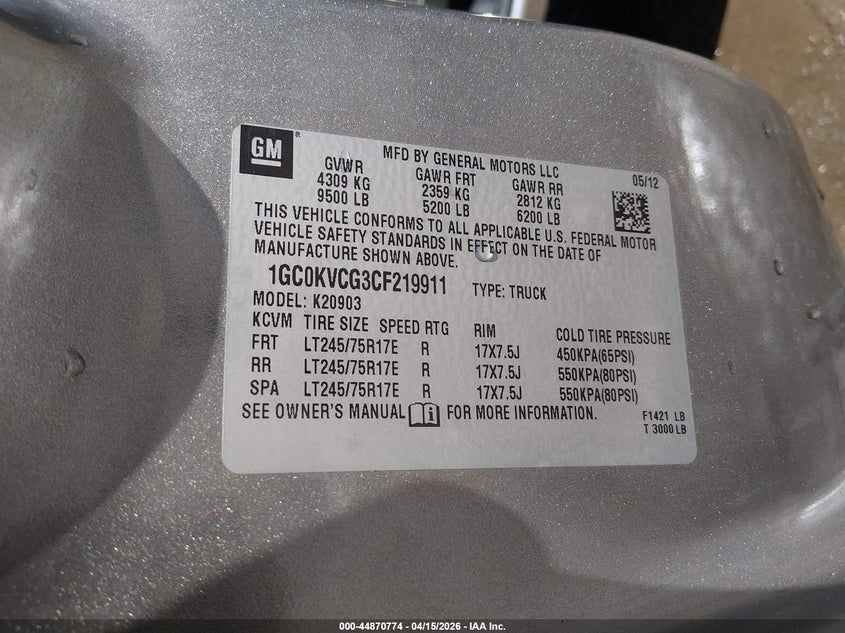 GM
MFD BY GENERAL MOTORS LLC
05/12
GVWR GAWR FRT GAWR RR
4309 KG 2359 KG 2812 KG
9500 LB 5200 LB 6200 LB
THIS VEHICLE CONFORMS TO ALL APPLICABLE U.S. FEDERAL MOTOR
VEHICLE SAFETY STANDARDS IN EFFECT ON THE DATE OF
MANUFACTURE SHOWN ABOVE.
1GC0KVCG3CF219911 TYPE: TRUCK
MODEL: K20903
KCVM TIRE SIZE SPEED RTG RIM COLD TIRE PRESSURE
FRT LT245/75R17E R 17X7.5J 450KPA(65PSI)
RR LT245/75R17E R 17X7.5J 550KPA(80PSI)
SPA LT245/75R17E R 17X7.5J 550KPA(80PSI)
SEE OWNER'S MANUAL FOR MORE INFORMATION.
F1421 LB
T 3000 LB
000-44870774 - 04/15/2026 - IAA Inc.